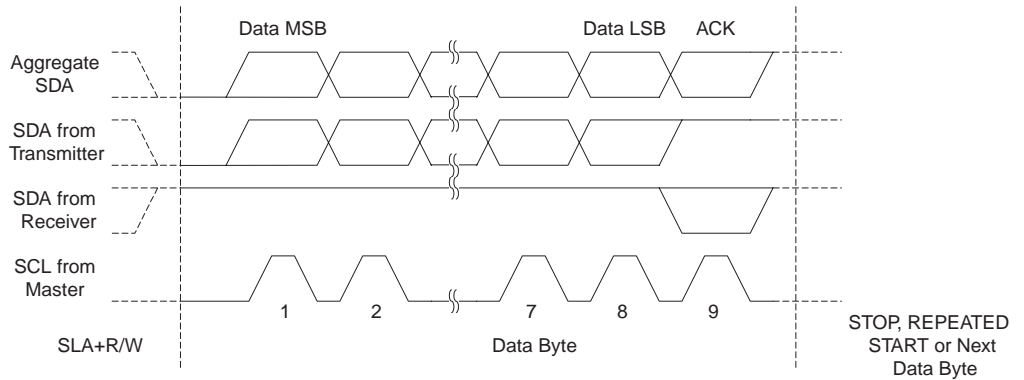 Data MSB
Data LSB
ACK
Aggregate
SDA
SDA from
Transmitter
SDA from
Receiver
SCL from
Master
1
2
7
8
9
SLA+R/W
Data Byte
STOP, REPEATED
START or Next
Data Byte